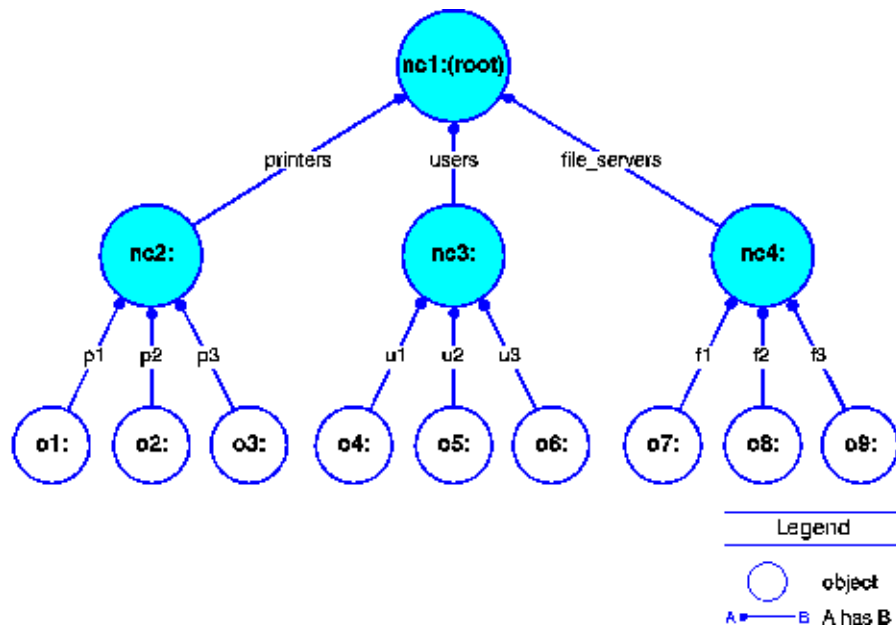 nc1:(root)
printers
users
file_servers
nc2:
nc3:
nc4:
p1
p2
p3
u1
u2
u3
f1
f2
f3
o1:
o2:
o3:
o4:
o5:
o6:
o7:
o8:
o9:
Legend
object
A B A has B